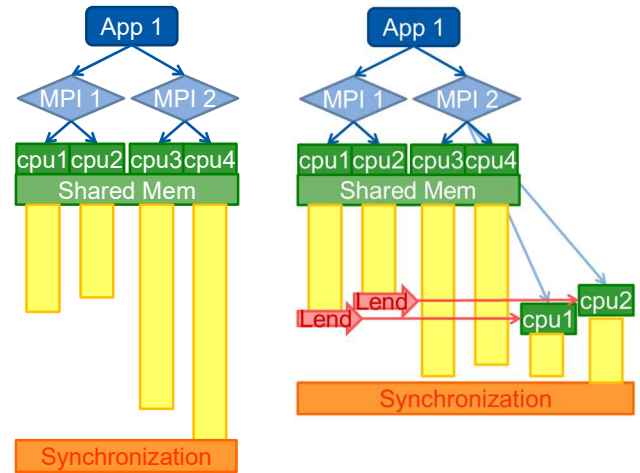 App 1
MPI 1
MPI 2
cpu1
cpu2
cpu3
cpu4
Shared Mem
Synchronization
App 1
MPI 1
MPI 2
cpu1
cpu2
cpu3
cpu4
Shared Mem
Lend
cpu2
Lend
cpu1
Synchronization